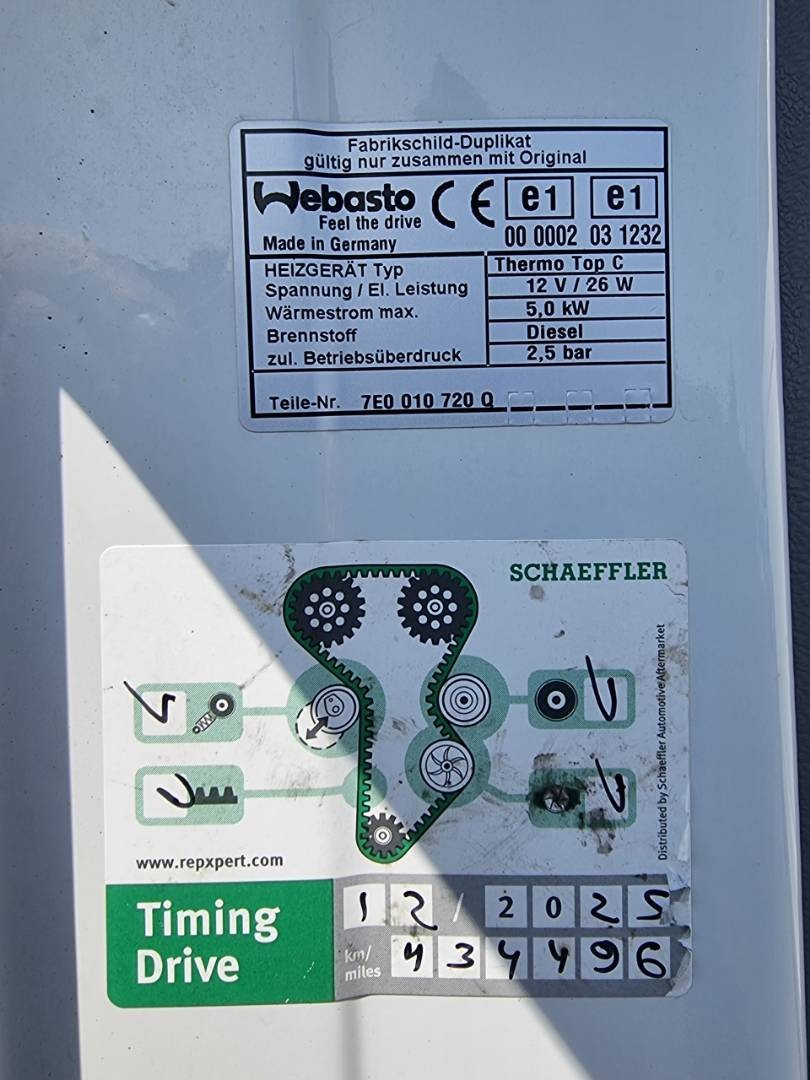 Fabrikschild-Duplikat
gültig nur zusammen mit Original
Webasto
Feel the drive
Made in Germany
CE e1 e1
00 0002 03 1232
HEIZGERÄT Typ Thermo Top C
Spannung / El. Leistung 12 V / 26 W
Wärmestrom max. 5,0 kW
Brennstoff Diesel
zul. Betriebsüberdruck 2,5 bar
Teile-Nr. 7E0 010 720 Q
SCHAEFFLER
Distributed by Schaeffler Automotive Aftermarket
www.repxpert.com
Timing Drive
12 / 2025
km/ miles 434496